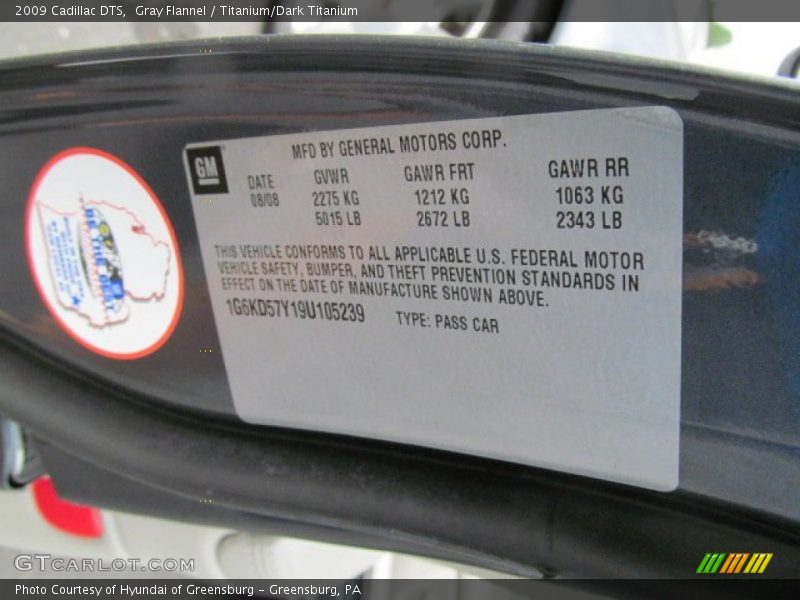 2009 Cadillac DTS,  Gray Flannel / Titanium/Dark Titanium
GM
MFD BY GENERAL MOTORS CORP.
DATE GVWR GAWR FRT GAWR RR
08/08 2275 KG 1212 KG 1063 KG
5015 LB 2672 LB 2343 LB
THIS VEHICLE CONFORMS TO ALL APPLICABLE U.S. FEDERAL MOTOR
VEHICLE SAFETY, BUMPER, AND THEFT PREVENTION STANDARDS IN
EFFECT ON THE DATE OF MANUFACTURE SHOWN ABOVE.
1G6KD57Y19U105239 TYPE: PASS CAR
GTCARLOT.COM
Photo Courtesy of Hyundai of Greensburg – Greensburg, PA